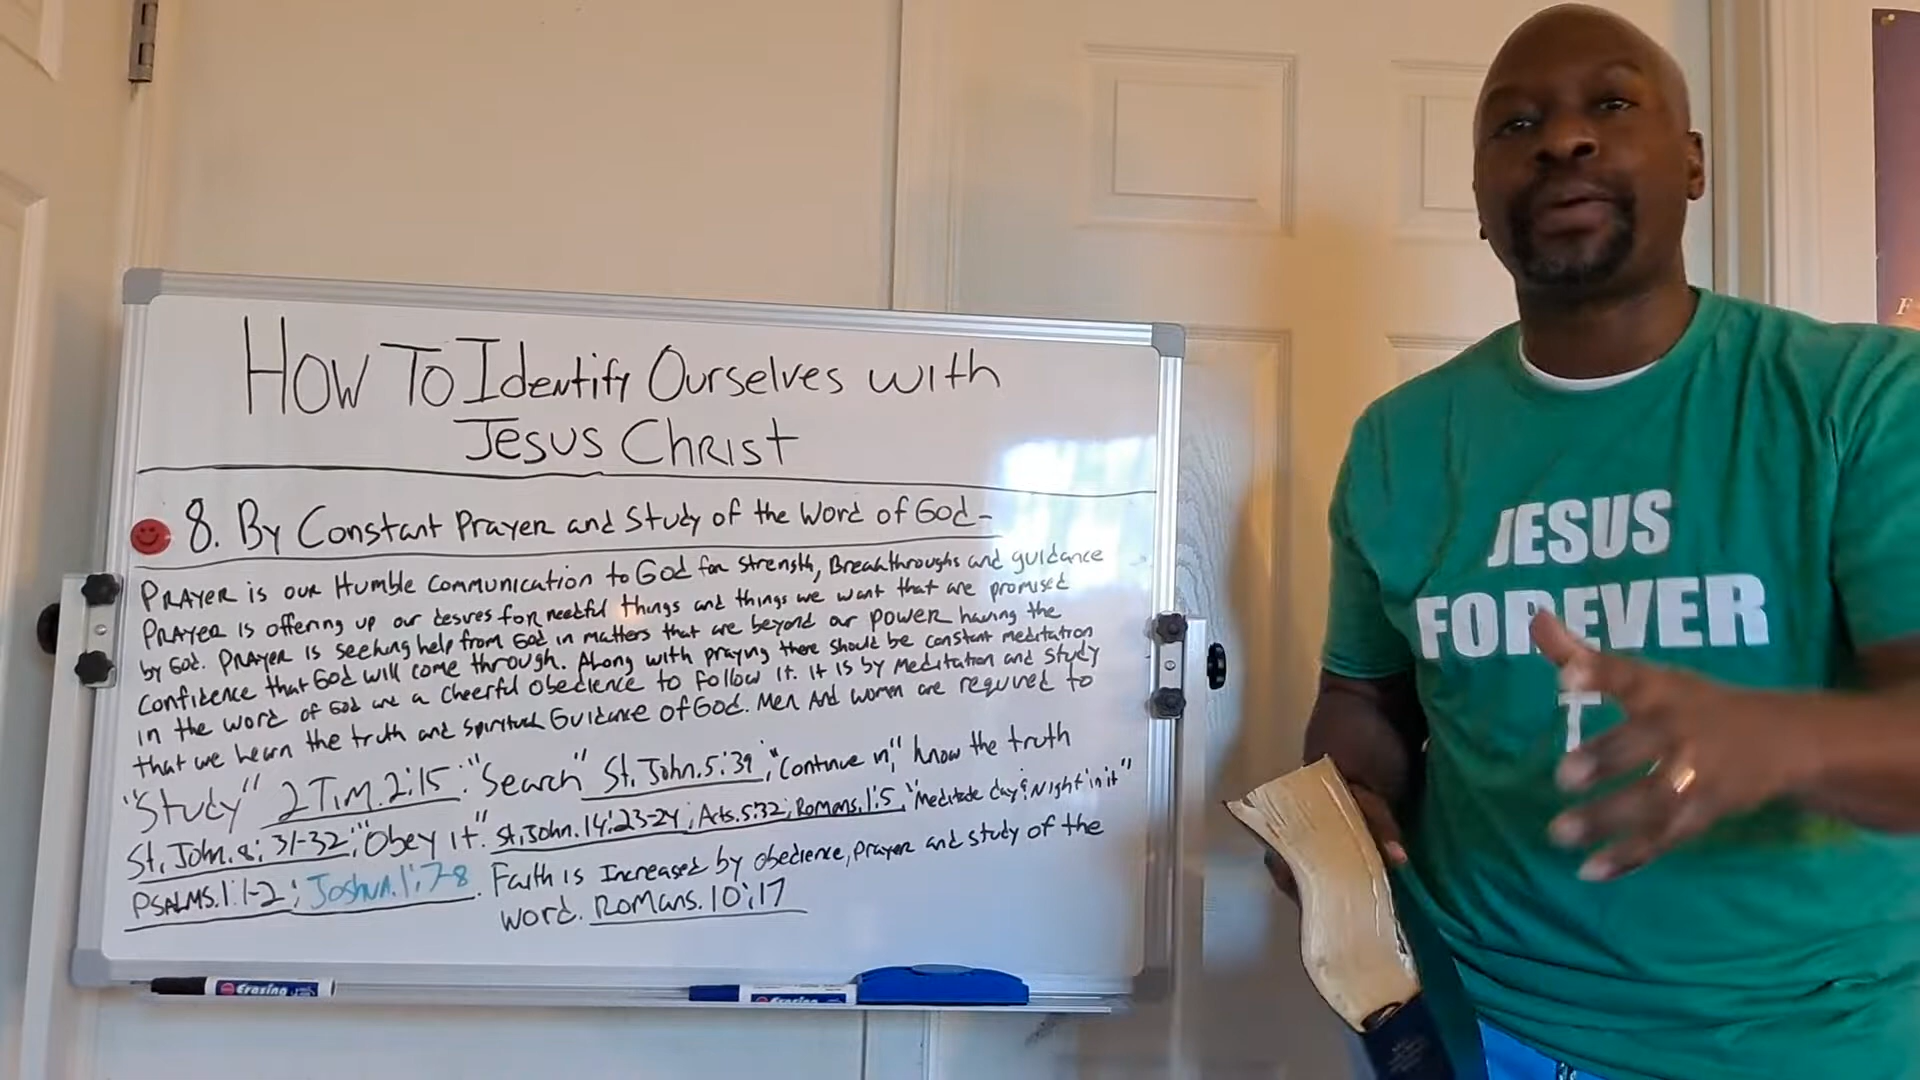 How To Identify Ourselves with
Jesus Christ
8. By Constant Prayer and Study of the Word of God-
Prayer is our Humble Communication to God for Strength, Breakthroughs and guidance
Prayer is offering up our desires for needful things and things we want that are promised
by God. Prayer is seeking help from God in matters that are beyond our power having the
Confidence that God will come through. Along with praying there should be constant meditation
in the word of God and a cheerful obedience to follow it. it is by Meditation and study
that we learn the truth and Spiritual Guidance of God. Men And women are required to
"Study" 2 Tim. 2:15; "Search" St. John. 5:39; "Continue in," know the truth
St. John. 8: 31-32; "Obey it" St. John. 14:23-24; Acts. 5:32; Romans. 1:5, "Meditate day & Night in it"
Psalms. 1:1-2; Joshua. 1:7-8. Faith is Increased by obedience, Prayer and study of the
word. Romans. 10:17
JESUS
FOREVER
Erasing
Erasing